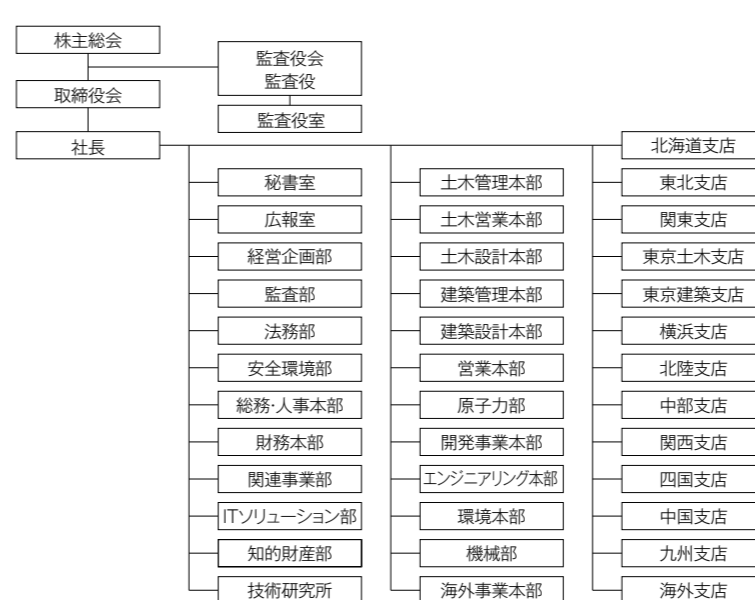 株主総会
監査役会
監査役
取締役会
監査役室
社長
秘書室
広報室
経営企画部
監査部
法務部
安全環境部
総務・人事本部
財務本部
関連事業部
ITソリューション部
知的財産部
技術研究所
土木管理本部
土木営業本部
土木設計本部
建築管理本部
建築設計本部
営業本部
原子力部
開発事業本部
エンジニアリング本部
環境本部
機械部
海外事業本部
北海道支店
東北支店
関東支店
東京土木支店
東京建築支店
横浜支店
北陸支店
中部支店
関西支店
四国支店
中国支店
九州支店
海外支店